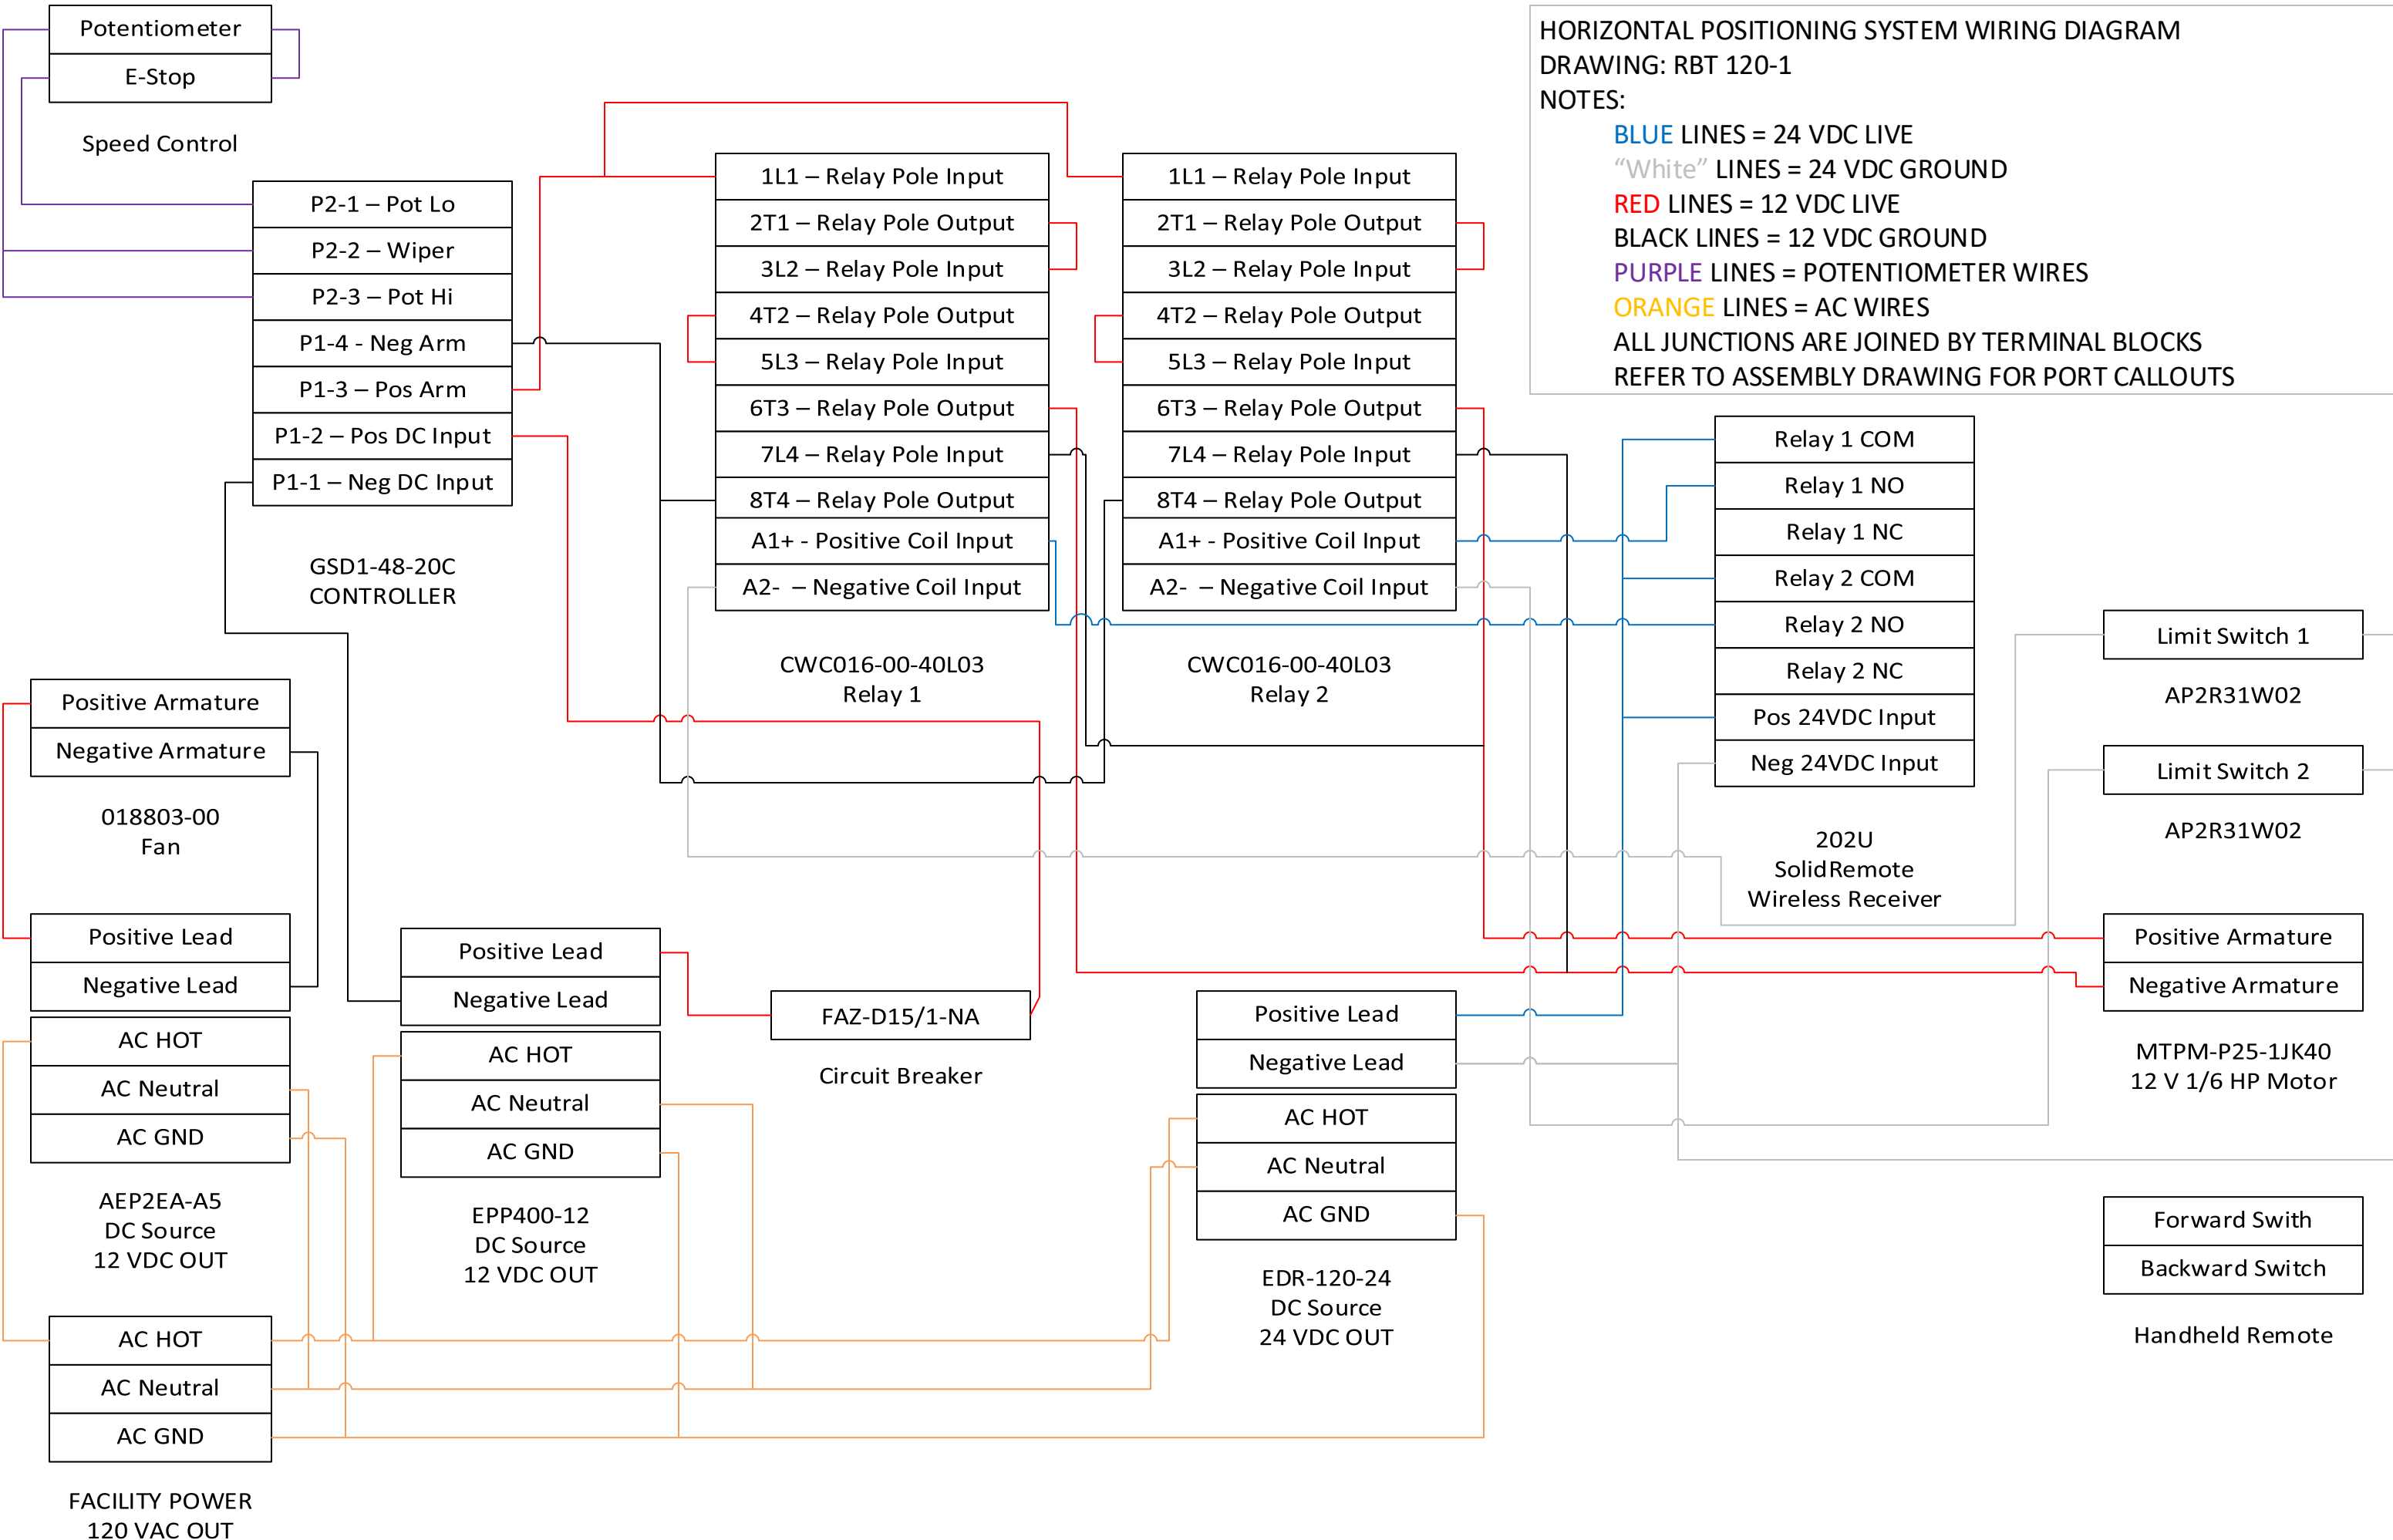 Potentiometer
E-Stop
Speed Control
P2-1 – Pot Lo
P2-2 – Wiper
P2-3 – Pot Hi
P1-4 - Neg Arm
P1-3 – Pos Arm
P1-2 – Pos DC Input
P1-1 – Neg DC Input
GSD1-48-20C
CONTROLLER
1L1 – Relay Pole Input
2T1 – Relay Pole Output
3L2 – Relay Pole Input
4T2 – Relay Pole Output
5L3 – Relay Pole Input
6T3 – Relay Pole Output
7L4 – Relay Pole Input
8T4 – Relay Pole Output
A1+ - Positive Coil Input
A2- – Negative Coil Input
CWC016-00-40L03
Relay 1
1L1 – Relay Pole Input
2T1 – Relay Pole Output
3L2 – Relay Pole Input
4T2 – Relay Pole Output
5L3 – Relay Pole Input
6T3 – Relay Pole Output
7L4 – Relay Pole Input
8T4 – Relay Pole Output
A1+ - Positive Coil Input
A2- – Negative Coil Input
CWC016-00-40L03
Relay 2
HORIZONTAL POSITIONING SYSTEM WIRING DIAGRAM
DRAWING: RBT 120-1
NOTES:
BLUE LINES = 24 VDC LIVE
“White” LINES = 24 VDC GROUND
RED LINES = 12 VDC LIVE
BLACK LINES = 12 VDC GROUND
PURPLE LINES = POTENTIOMETER WIRES
ORANGE LINES = AC WIRES
ALL JUNCTIONS ARE JOINED BY TERMINAL BLOCKS
REFER TO ASSEMBLY DRAWING FOR PORT CALLOUTS
Relay 1 COM
Relay 1 NO
Relay 1 NC
Relay 2 COM
Relay 2 NO
Relay 2 NC
Pos 24VDC Input
Neg 24VDC Input
202U
SolidRemote
Wireless Receiver
Limit Switch 1
AP2R31W02
Limit Switch 2
AP2R31W02
Positive Armature
Negative Armature
MTPM-P25-1JK40
12 V 1/6 HP Motor
Forward Swith
Backward Switch
Handheld Remote
Positive Armature
Negative Armature
018803-00
Fan
Positive Lead
Negative Lead
AC HOT
AC Neutral
AC GND
AEP2EA-A5
DC Source
12 VDC OUT
Positive Lead
Negative Lead
AC HOT
AC Neutral
AC GND
EPP400-12
DC Source
12 VDC OUT
FAZ-D15/1-NA
Circuit Breaker
Positive Lead
Negative Lead
AC HOT
AC Neutral
AC GND
EDR-120-24
DC Source
24 VDC OUT
AC HOT
AC Neutral
AC GND
FACILITY POWER
120 VAC OUT